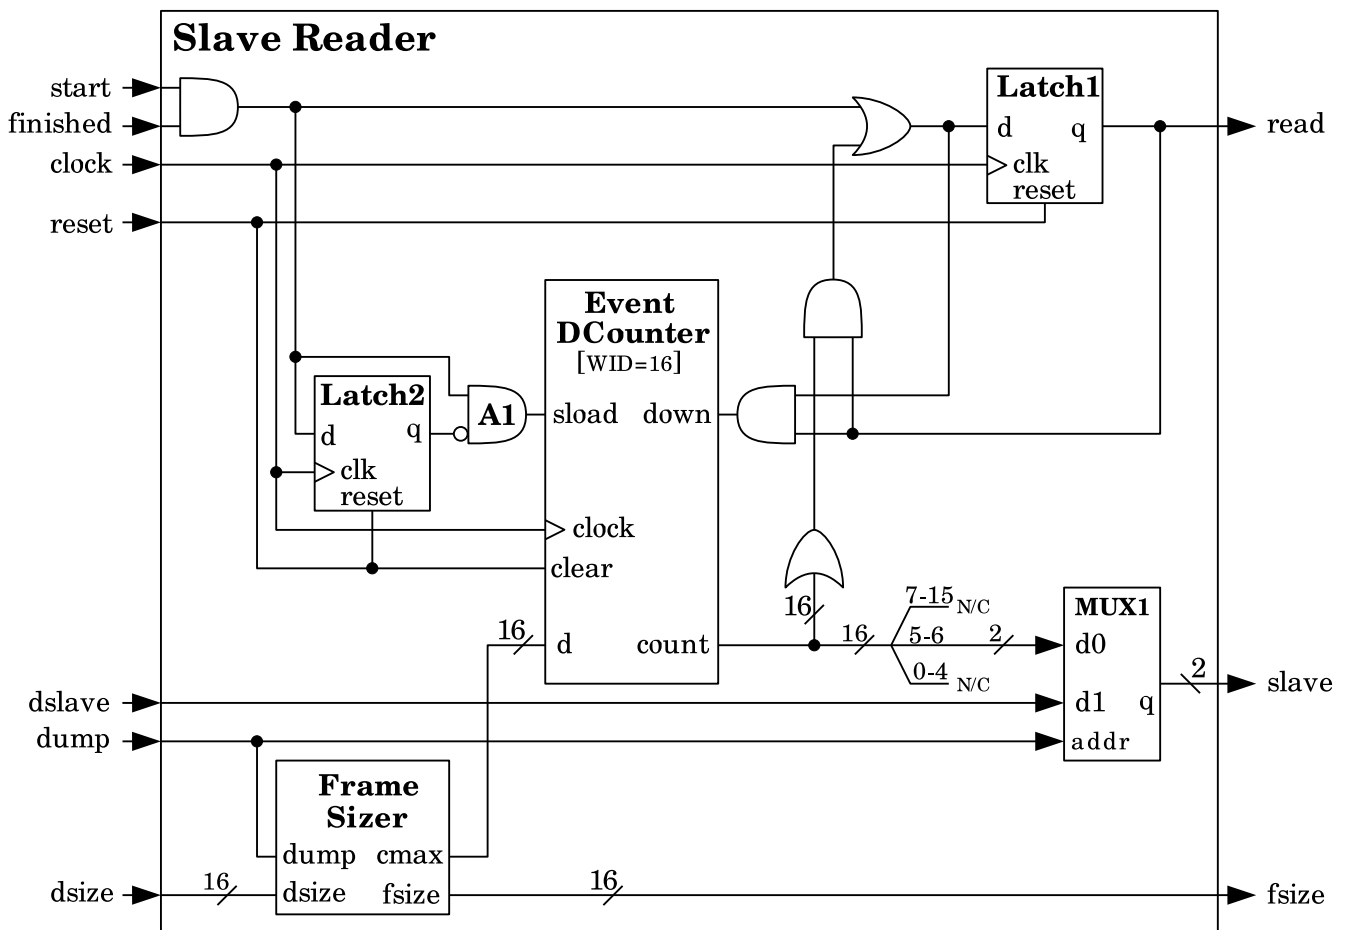 Slave Reader
start
finished
clock
reset
Latch1
d q
clk
reset
read
Event
DCounter
[WID=16]
sload down
clock
clear
d count
Latch2
d q
clk
reset
A1
16
16
16
7-15 N/C
5-6
2
0-4 N/C
MUX1
d0
d1 q
addr
2
slave
dslave
dump
Frame
Sizer
dump cmax
dsize fsize
dsize
16
16
fsize